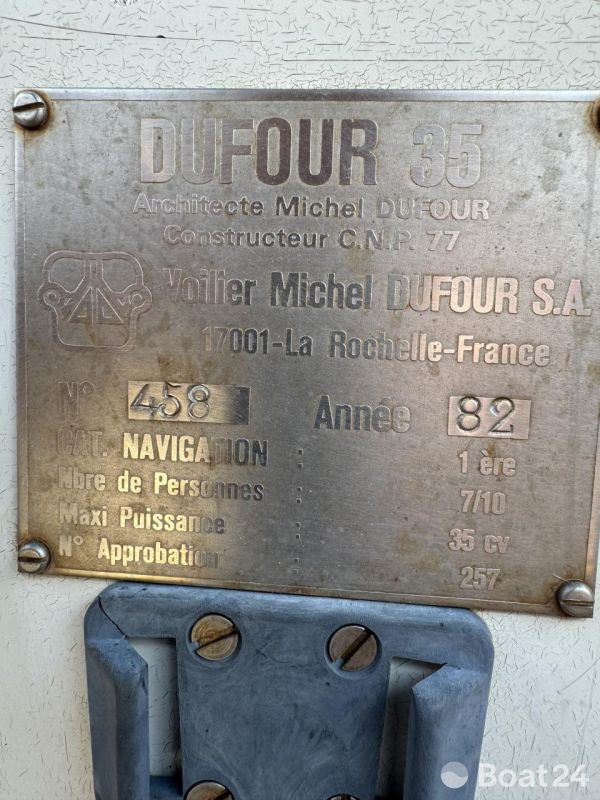 DUFOUR 35
Architecte Michel DUFOUR
Constructeur C.N.P. 77
Voilier Michel DUFOUR S.A.
17001-La Rochelle-France
N° 458 Année 82
CAT. NAVIGATION : 1 ère
Nbre de Personnes : 7/10
Maxi Puissance : 35 cv
N° Approbation : 257
Boat24